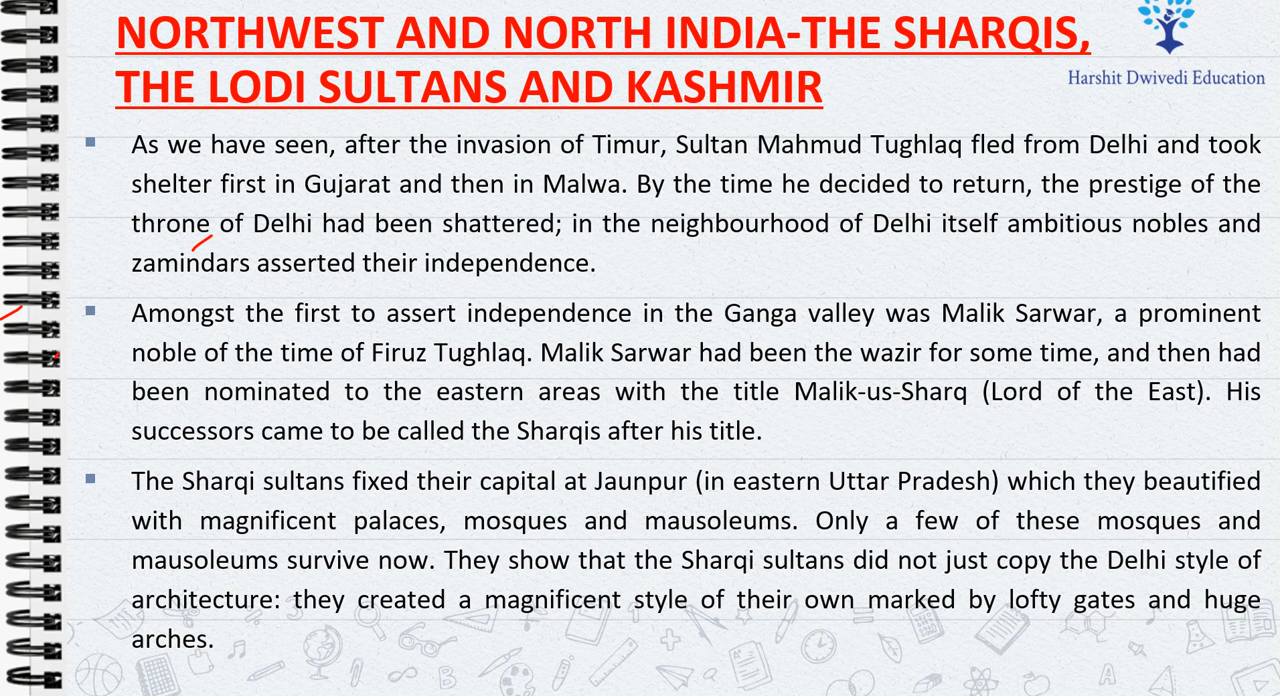 NORTHWEST AND NORTH INDIA-THE SHARQIS,
THE LODI SULTANS AND KASHMIR
Harshit Dwivedi Education
▪ As we have seen, after the invasion of Timur, Sultan Mahmud Tughlaq fled from Delhi and took
shelter first in Gujarat and then in Malwa. By the time he decided to return, the prestige of the
throne of Delhi had been shattered; in the neighbourhood of Delhi itself ambitious nobles and
zamindars asserted their independence.
▪ Amongst the first to assert independence in the Ganga valley was Malik Sarwar, a prominent
noble of the time of Firuz Tughlaq. Malik Sarwar had been the wazir for some time, and then had
been nominated to the eastern areas with the title Malik-us-Sharq (Lord of the East). His
successors came to be called the Sharqis after his title.
▪ The Sharqi sultans fixed their capital at Jaunpur (in eastern Uttar Pradesh) which they beautified
with magnificent palaces, mosques and mausoleums. Only a few of these mosques and
mausoleums survive now. They show that the Sharqi sultans did not just copy the Delhi style of
architecture: they created a magnificent style of their own marked by lofty gates and huge
arches.